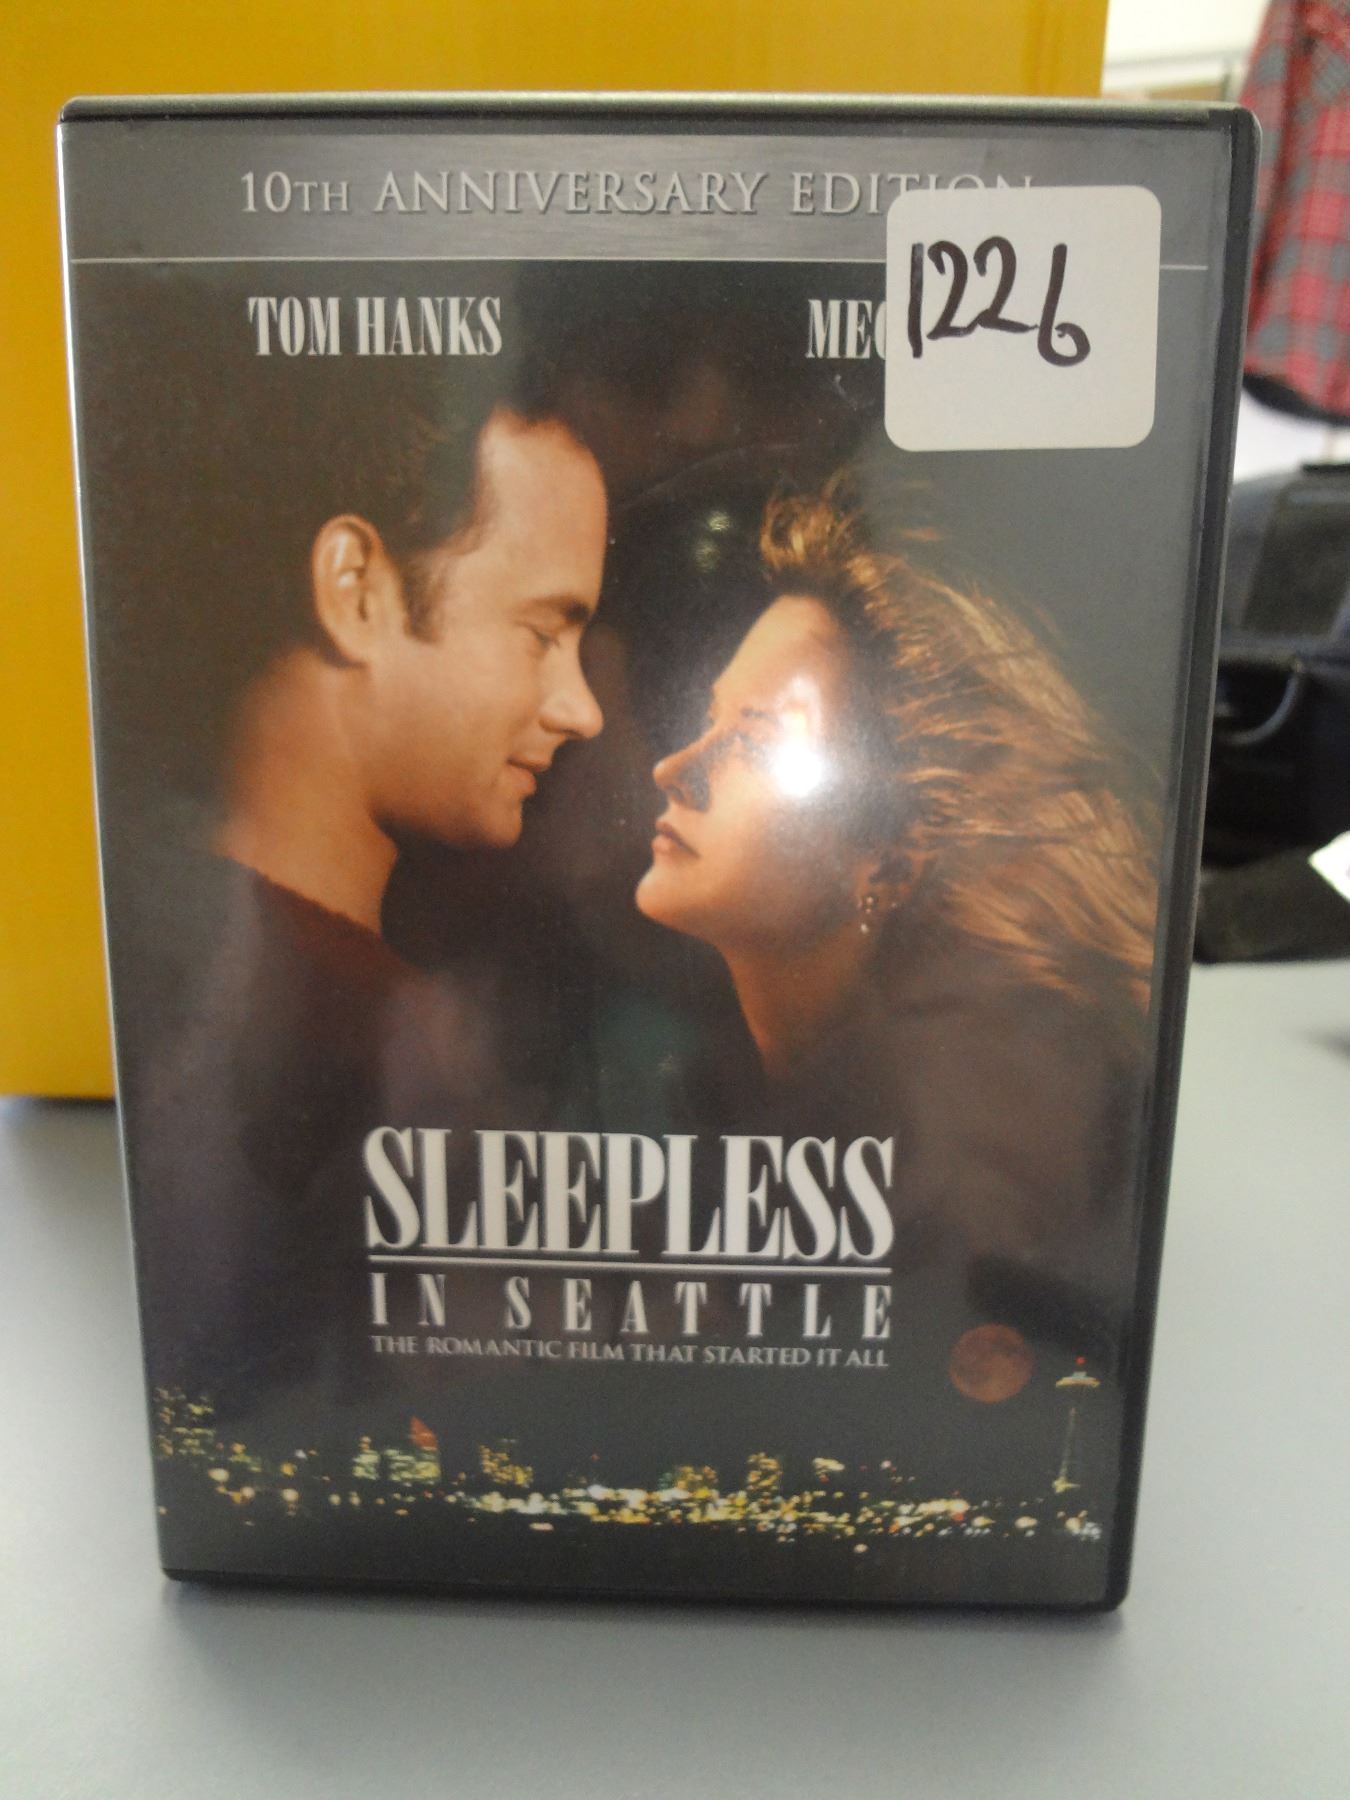 10TH ANNIVERSARY EDITION
TOM HANKS
1226
SLEEPLESS
IN SEATTLE
THE ROMANTIC FILM THAT STARTED IT ALL